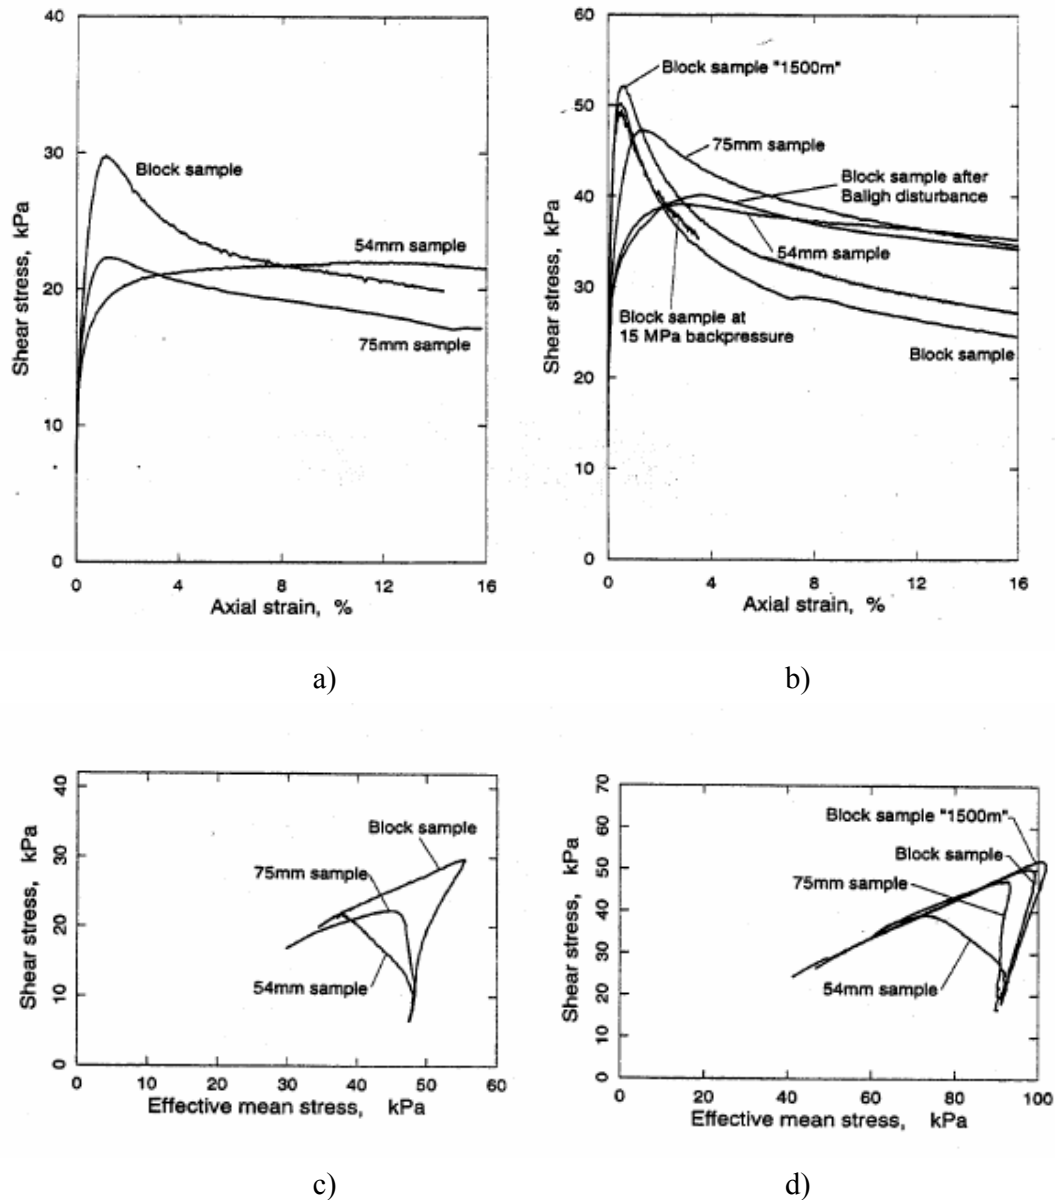 40
30
20
10
0
Shear stress, kPa
Block sample
54mm sample
75mm sample
0 4 8 12 16
Axial strain, %
a)
60
50
40
30
20
10
0
Shear stress, kPa
Block sample "1500m"
75mm sample
Block sample after
Baligh disturbance
54mm sample
Block sample at
15 MPa backpressure
Block sample
0 4 8 12 16
Axial strain, %
b)
40
30
20
10
0
Shear stress, kPa
Block sample
75mm sample
54mm sample
0 10 20 30 40 50 60
Effective mean stress, kPa
c)
70
60
50
40
30
20
10
0
Shear stress, kPa
Block sample "1500m"
Block sample
75mm sample
54mm sample
0 20 40 60 80 100
Effective mean stress, kPa
d)